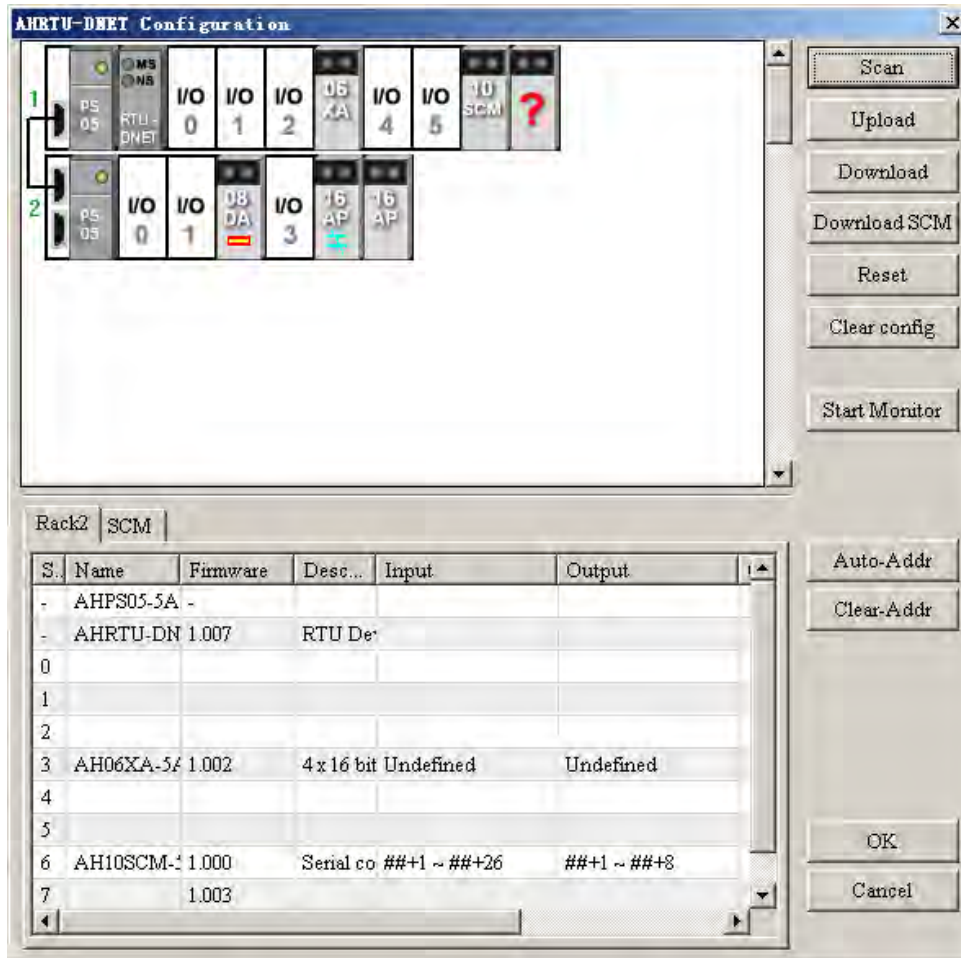 AHRTU-DNET Configuration
MS
NS
1
PS
05
RTU-
DNET
I/O
0
I/O
1
I/O
2
06
XA
I/O
4
I/O
5
10
SCM
?
2
PS
05
I/O
0
I/O
1
08
DA
I/O
3
16
AP
16
AP
Scan
Upload
Download
Download SCM
Reset
Clear config
Start Monitor
Rack2 SCM
S.. Name Firmware Desc... Input Output
- AHPS05-5A -
- AHRTU-DN 1.007 RTU De
0
1
2
3 AH06XA-5A 1.002 4 x 16 bit Undefined Undefined
4
5
6 AH10SCM-5 1.000 Serial co ##+1 ~ ##+26 ##+1 ~ ##+8
7 1.003
Auto-Addr
Clear-Addr
OK
Cancel